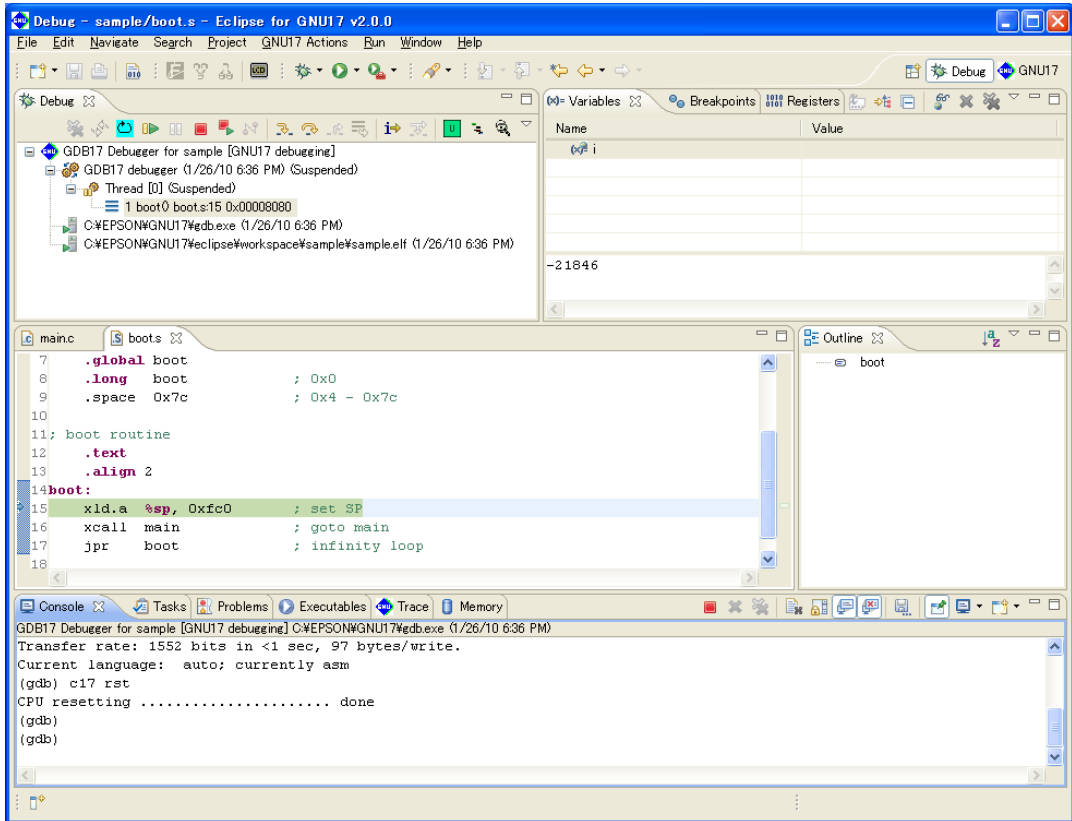 Debug - sample/boot.s - Eclipse for GNU17 v2.0.0
File Edit Navigate Search Project GNU17 Actions Run Window Help
Debug GNU17
Debug
GDB17 Debugger for sample [GNU17 debugging]
GDB17 debugger (1/26/10 6:36 PM) (Suspended)
Thread [0] (Suspended)
1 boot() boot.s:15 0x00008080
C:¥EPSON¥GNU17¥gdb.exe (1/26/10 6:36 PM)
C:¥EPSON¥GNU17¥eclipse¥workspace¥sample¥sample.elf (1/26/10 6:36 PM)
(x)= Variables Breakpoints Registers
Name Value
i
-21846
main.c boot.s
7 .global boot
8 .long boot ; 0x0
9 .space 0x7c ; 0x4 - 0x7c
10
11 ; boot routine
12 .text
13 .align 2
14 boot:
15 xld.a %sp, 0xfc0 ; set SP
16 xcall main ; goto main
17 jpr boot ; infinity loop
18
Outline
boot
Console Tasks Problems Executables Trace Memory
GDB17 Debugger for sample [GNU17 debugging] C:¥EPSON¥GNU17¥gdb.exe (1/26/10 6:36 PM)
Transfer rate: 1552 bits in <1 sec, 97 bytes/write.
Current language: auto; currently asm
(gdb) c17 rst
CPU resetting ...................... done
(gdb)
(gdb)